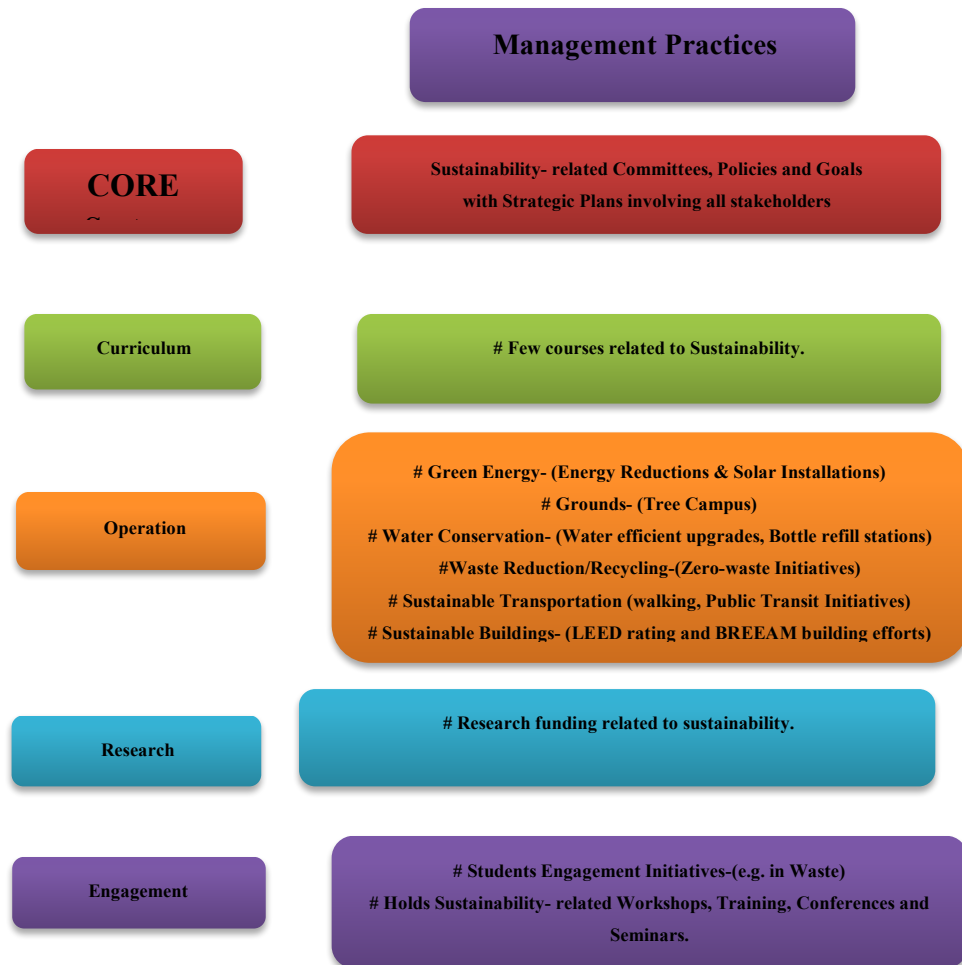 Management Practices
CORE
Sustainability- related Committees, Policies and Goals
with Strategic Plans involving all stakeholders
Curriculum
# Few courses related to Sustainability.
Operation
# Green Energy- (Energy Reductions & Solar Installations)
# Grounds- (Tree Campus)
# Water Conservation- (Water efficient upgrades, Bottle refill stations)
#Waste Reduction/Recycling-(Zero-waste Initiatives)
# Sustainable Transportation (walking, Public Transit Initiatives)
# Sustainable Buildings- (LEED rating and BREEAM building efforts)
Research
# Research funding related to sustainability.
Engagement
# Students Engagement Initiatives-(e.g. in Waste)
# Holds Sustainability- related Workshops, Training, Conferences and
Seminars.